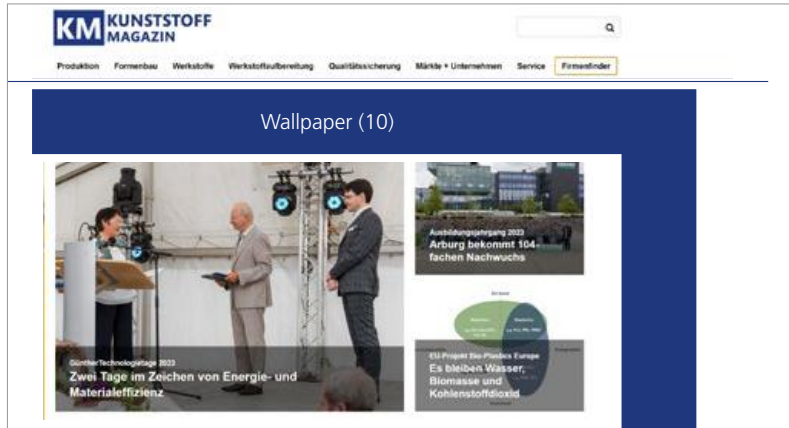 KM KUNSTSTOFF
MAGAZIN
Produktion Formenbau Werkstoffe Werkstoffaufbereitung Qualitätssicherung Märkte + Unternehmen Service Firmenfinder
Wallpaper (10)
GüntherTechnologietage 2023
Zwei Tage im Zeichen von Energie- und
Materialeffizienz
Ausbildungsjahrgang 2023
Arburg bekommt 104-
fachen Nachwuchs
EU-Projekt Bio-Plastics Europe
Es bleiben Wasser,
Biomasse und
Kohlenstoffdioxid